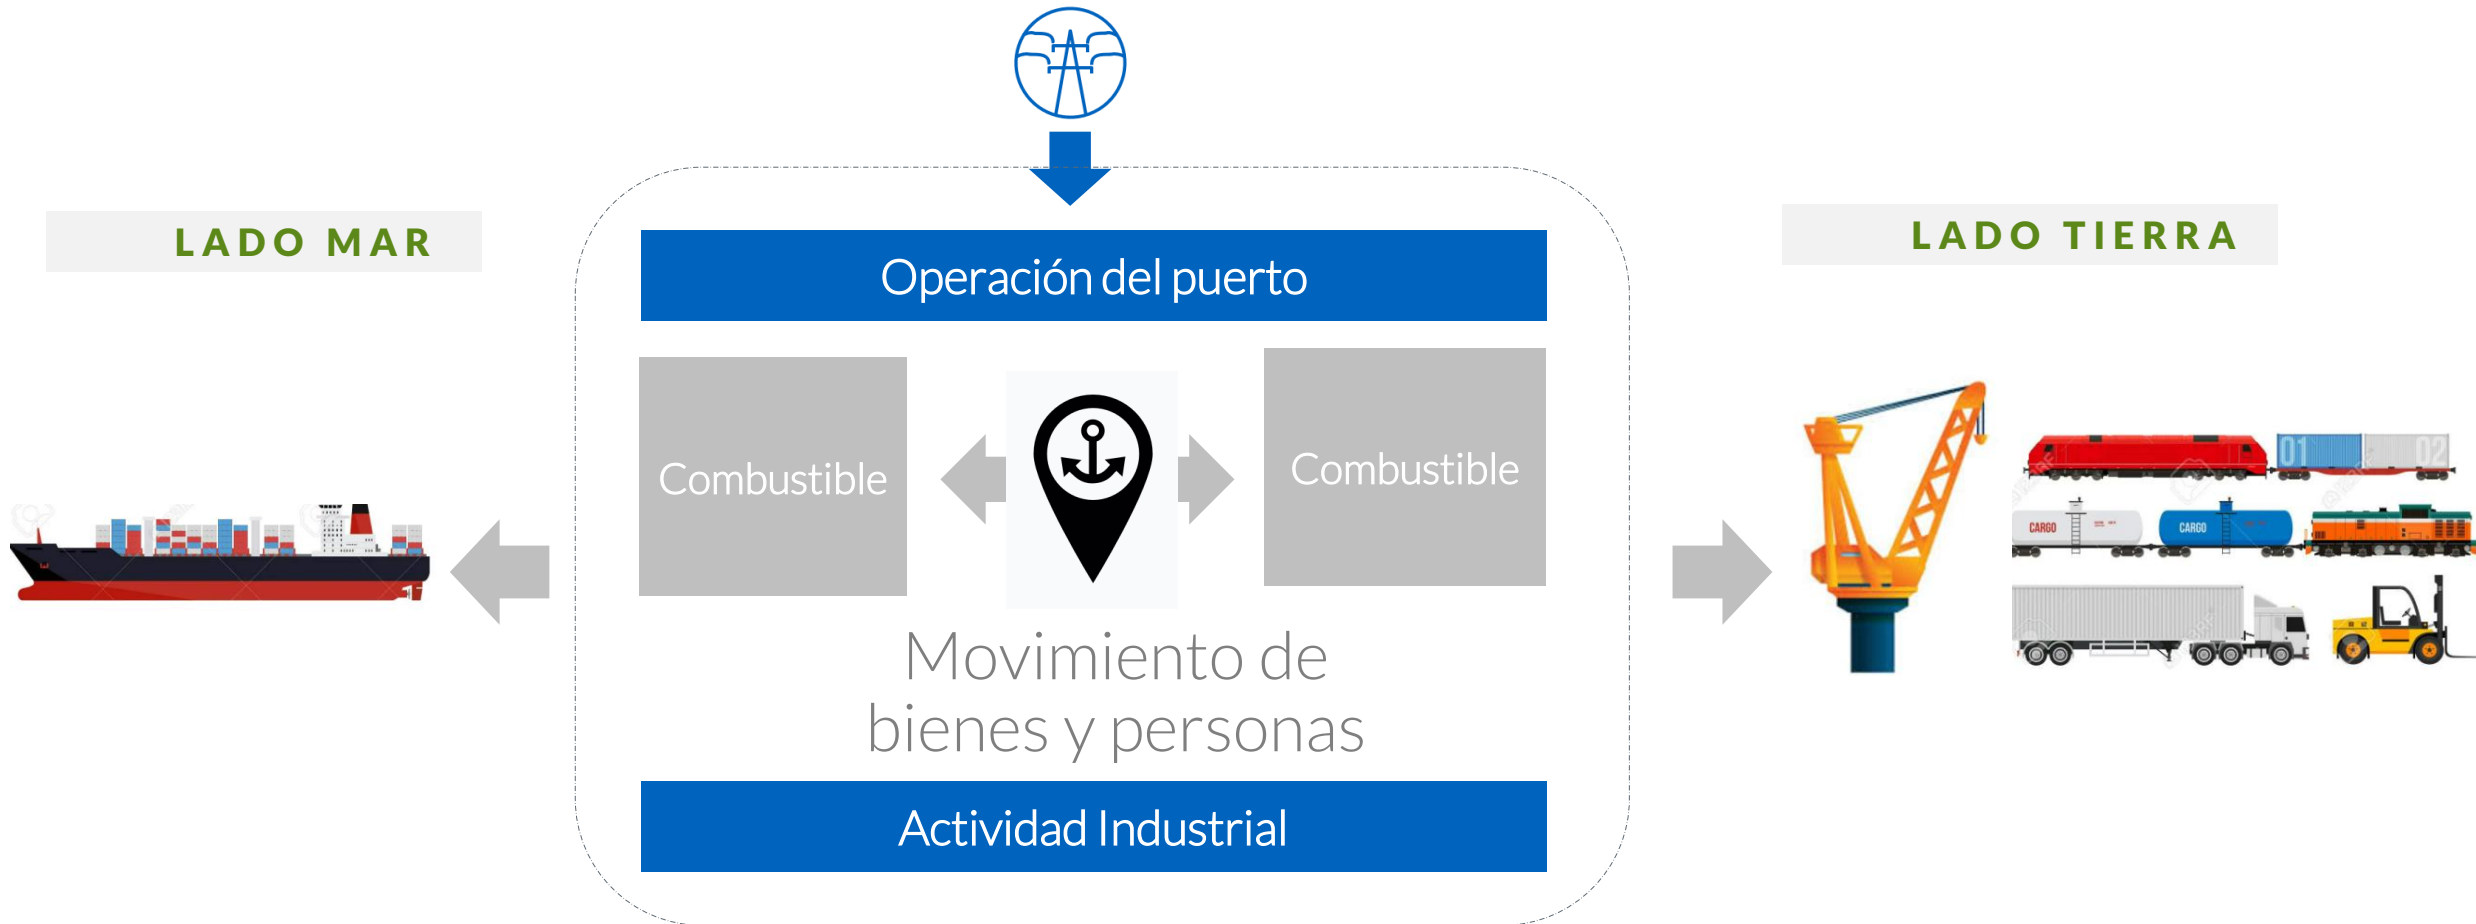 LADO MAR
LADO TIERRA
Operación del puerto
Combustible
Combustible
Movimiento de
bienes y personas
Actividad Industrial
01
02
CARGO
CARGO